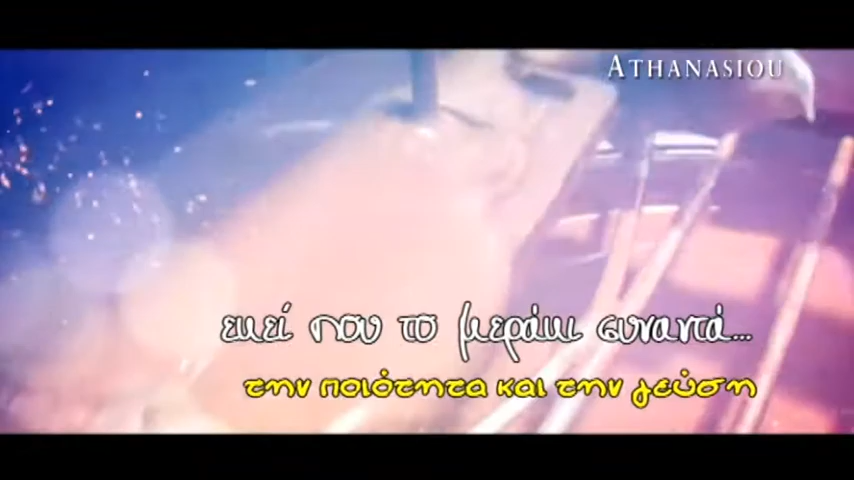 ATHANASIOU
εκεί που το μεράκι συναντά...
την ποιότητα και την γεύση